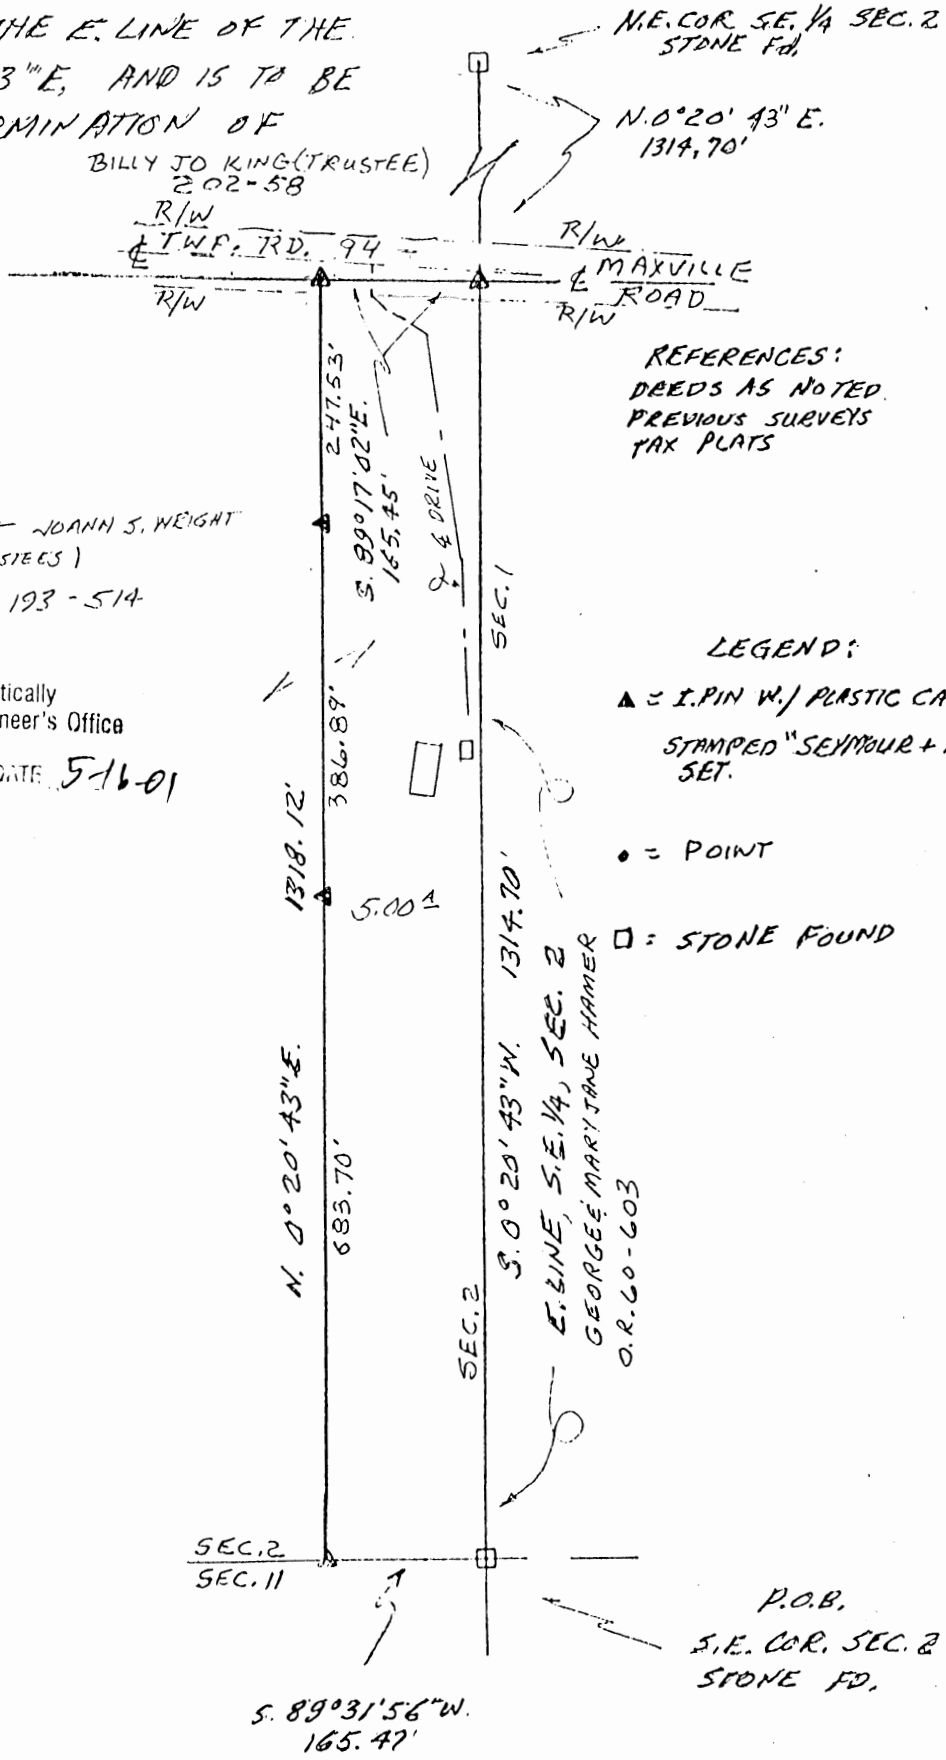 THE E. LINE OF THE
3"E, AND IS TO BE
OF
N.E. COR S.E. 1/4 SEC. 2
STONE Fd.
N. 0° 20' 43" E.
1314.70'
BILLY JO KING (TRUSTEE)
202-58
R/W
℄ TWP. RD. 94
R/W
R/W
℄ MAXVILLE
ROAD
R/W
REFERENCES:
DEEDS AS NOTED
PREVIOUS SURVEYS
TAX PLATS
247.53'
S. 89° 17' 02" E.
165.45'
℄ DRIVE
SEC. 1
JOANN S. WEIGHT
193-514
neer's Office
5-16-01
LEGEND:
▲ = I.PIN W./ PLASTIC CA
STAMPED "SEYMOUR +
SET.
• = POINT
□ = STONE FOUND
386.89'
1318.12'
5.00 A
N. 0° 20' 43" E.
683.70'
S. 0° 20' 43" W. 1314.70'
E. LINE, S.E. 1/4, SEC. 2
GEORGE & MARY JANE HAMER
O.R. 60-603
SEC. 2
SEC. 2
SEC. 11
P.O.B.
S.E. COR. SEC. 2
STONE FD.
S. 89° 31' 56" W.
165.47'